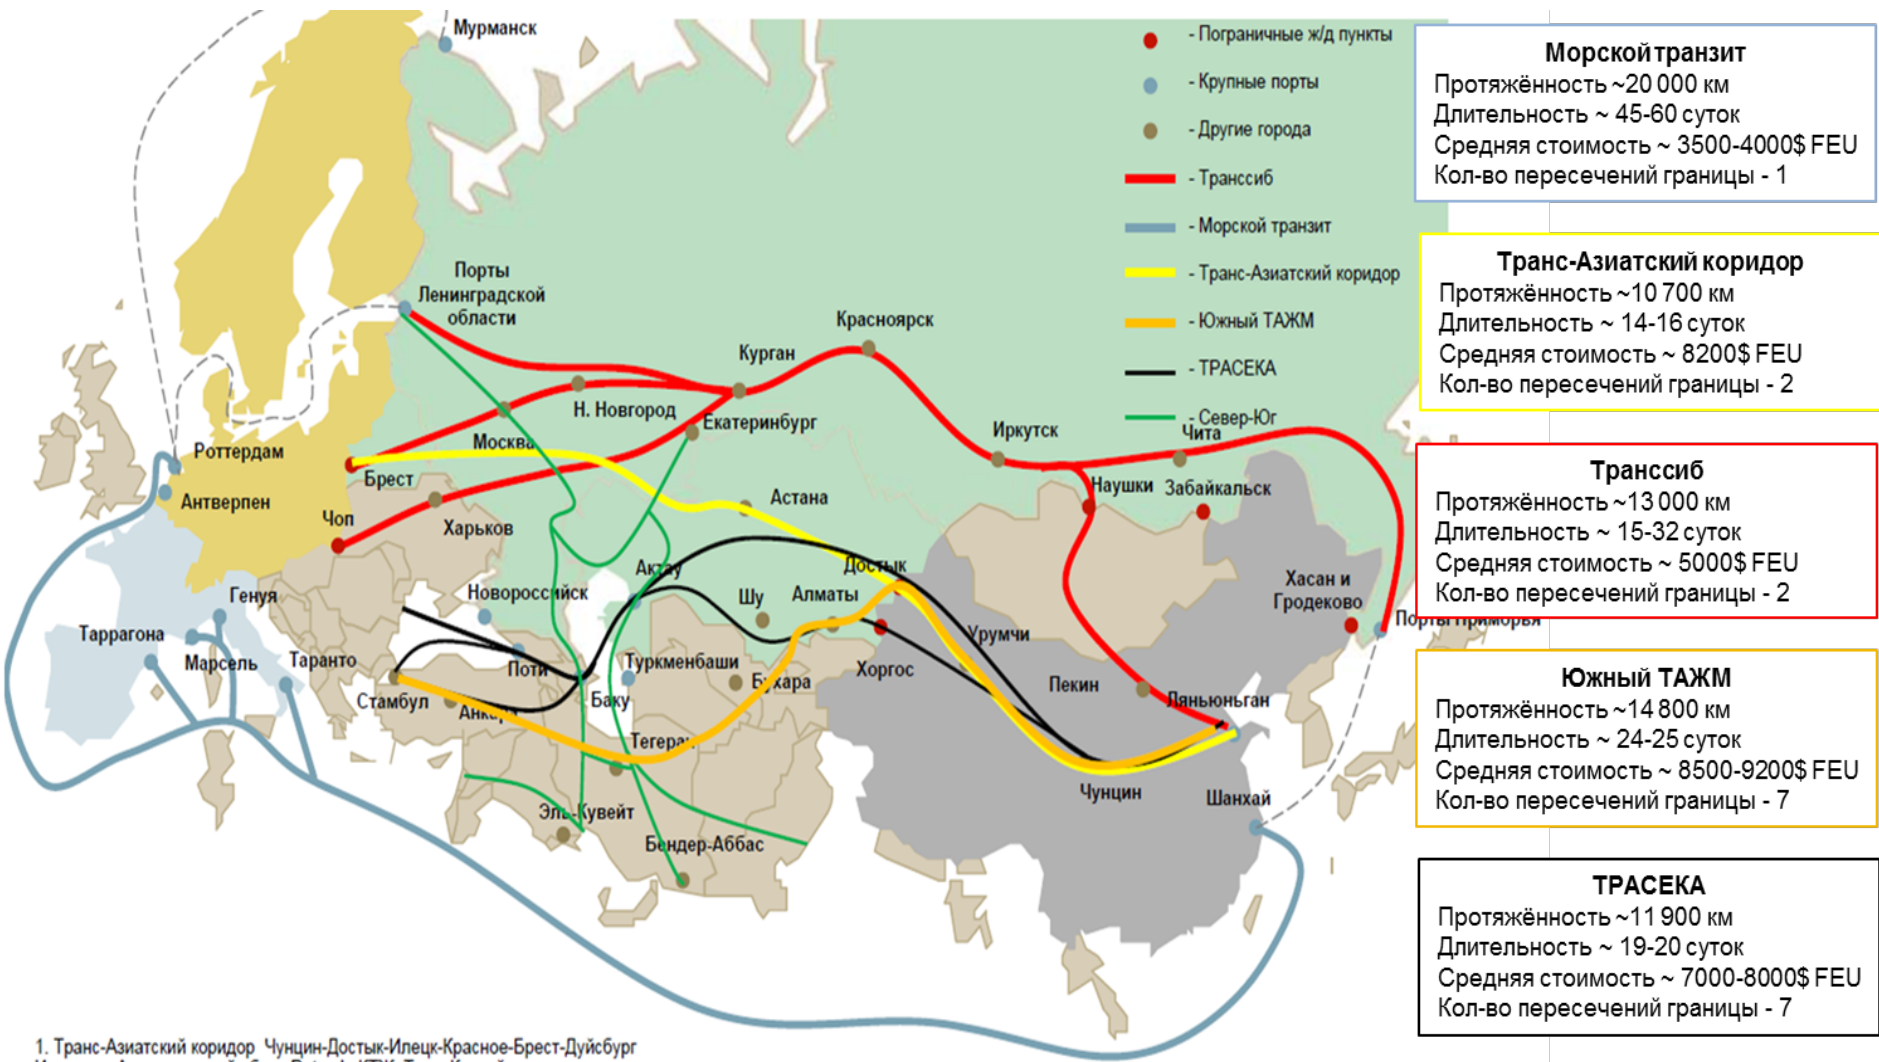 Мурманск
Порты
Ленинградской
области
Красноярск
Курган
Н. Новгород
Екатеринбург
Москва
Иркутск
Чита
Роттердам
Брест
Антверпен
Астана
Наушки
Забайкальск
Чоп
Харьков
Достык
Актау
Хасан и
Гродеково
Генуя
Новороссийск
Шу
Алматы
Порты Приморья
Таррагона
Урумчи
Марсель
Таранто
Поти
Туркменбаши
Хоргос
Бухара
Пекин
Стамбул
Баку
Ляньюньган
Анкара
Тегеран
Чунцин
Шанхай
Эль-Кувейт
Бендер-Аббас
- Пограничные ж/д пункты
- Крупные порты
- Другие города
- Транссиб
- Морской транзит
- Транс-Азиатский коридор
- Южный ТАЖМ
- ТРАСЕКА
- Север-Юг
Морской транзит
Протяжённость ~20 000 км
Длительность ~ 45-60 суток
Средняя стоимость ~ 3500-4000$ FEU
Кол-во пересечений границы - 1
Транс-Азиатский коридор
Протяжённость ~10 700 км
Длительность ~ 14-16 суток
Средняя стоимость ~ 8200$ FEU
Кол-во пересечений границы - 2
Транссиб
Протяжённость ~13 000 км
Длительность ~ 15-32 суток
Средняя стоимость ~ 5000$ FEU
Кол-во пересечений границы - 2
Южный ТАЖМ
Протяжённость ~14 800 км
Длительность ~ 24-25 суток
Средняя стоимость ~ 8500-9200$ FEU
Кол-во пересечений границы - 7
ТРАСЕКА
Протяжённость ~11 900 км
Длительность ~ 19-20 суток
Средняя стоимость ~ 7000-8000$ FEU
Кол-во пересечений границы - 7
1. Транс-Азиатский коридор Чунцин-Достык-Илецк-Красное-Брест-Дуйсбург